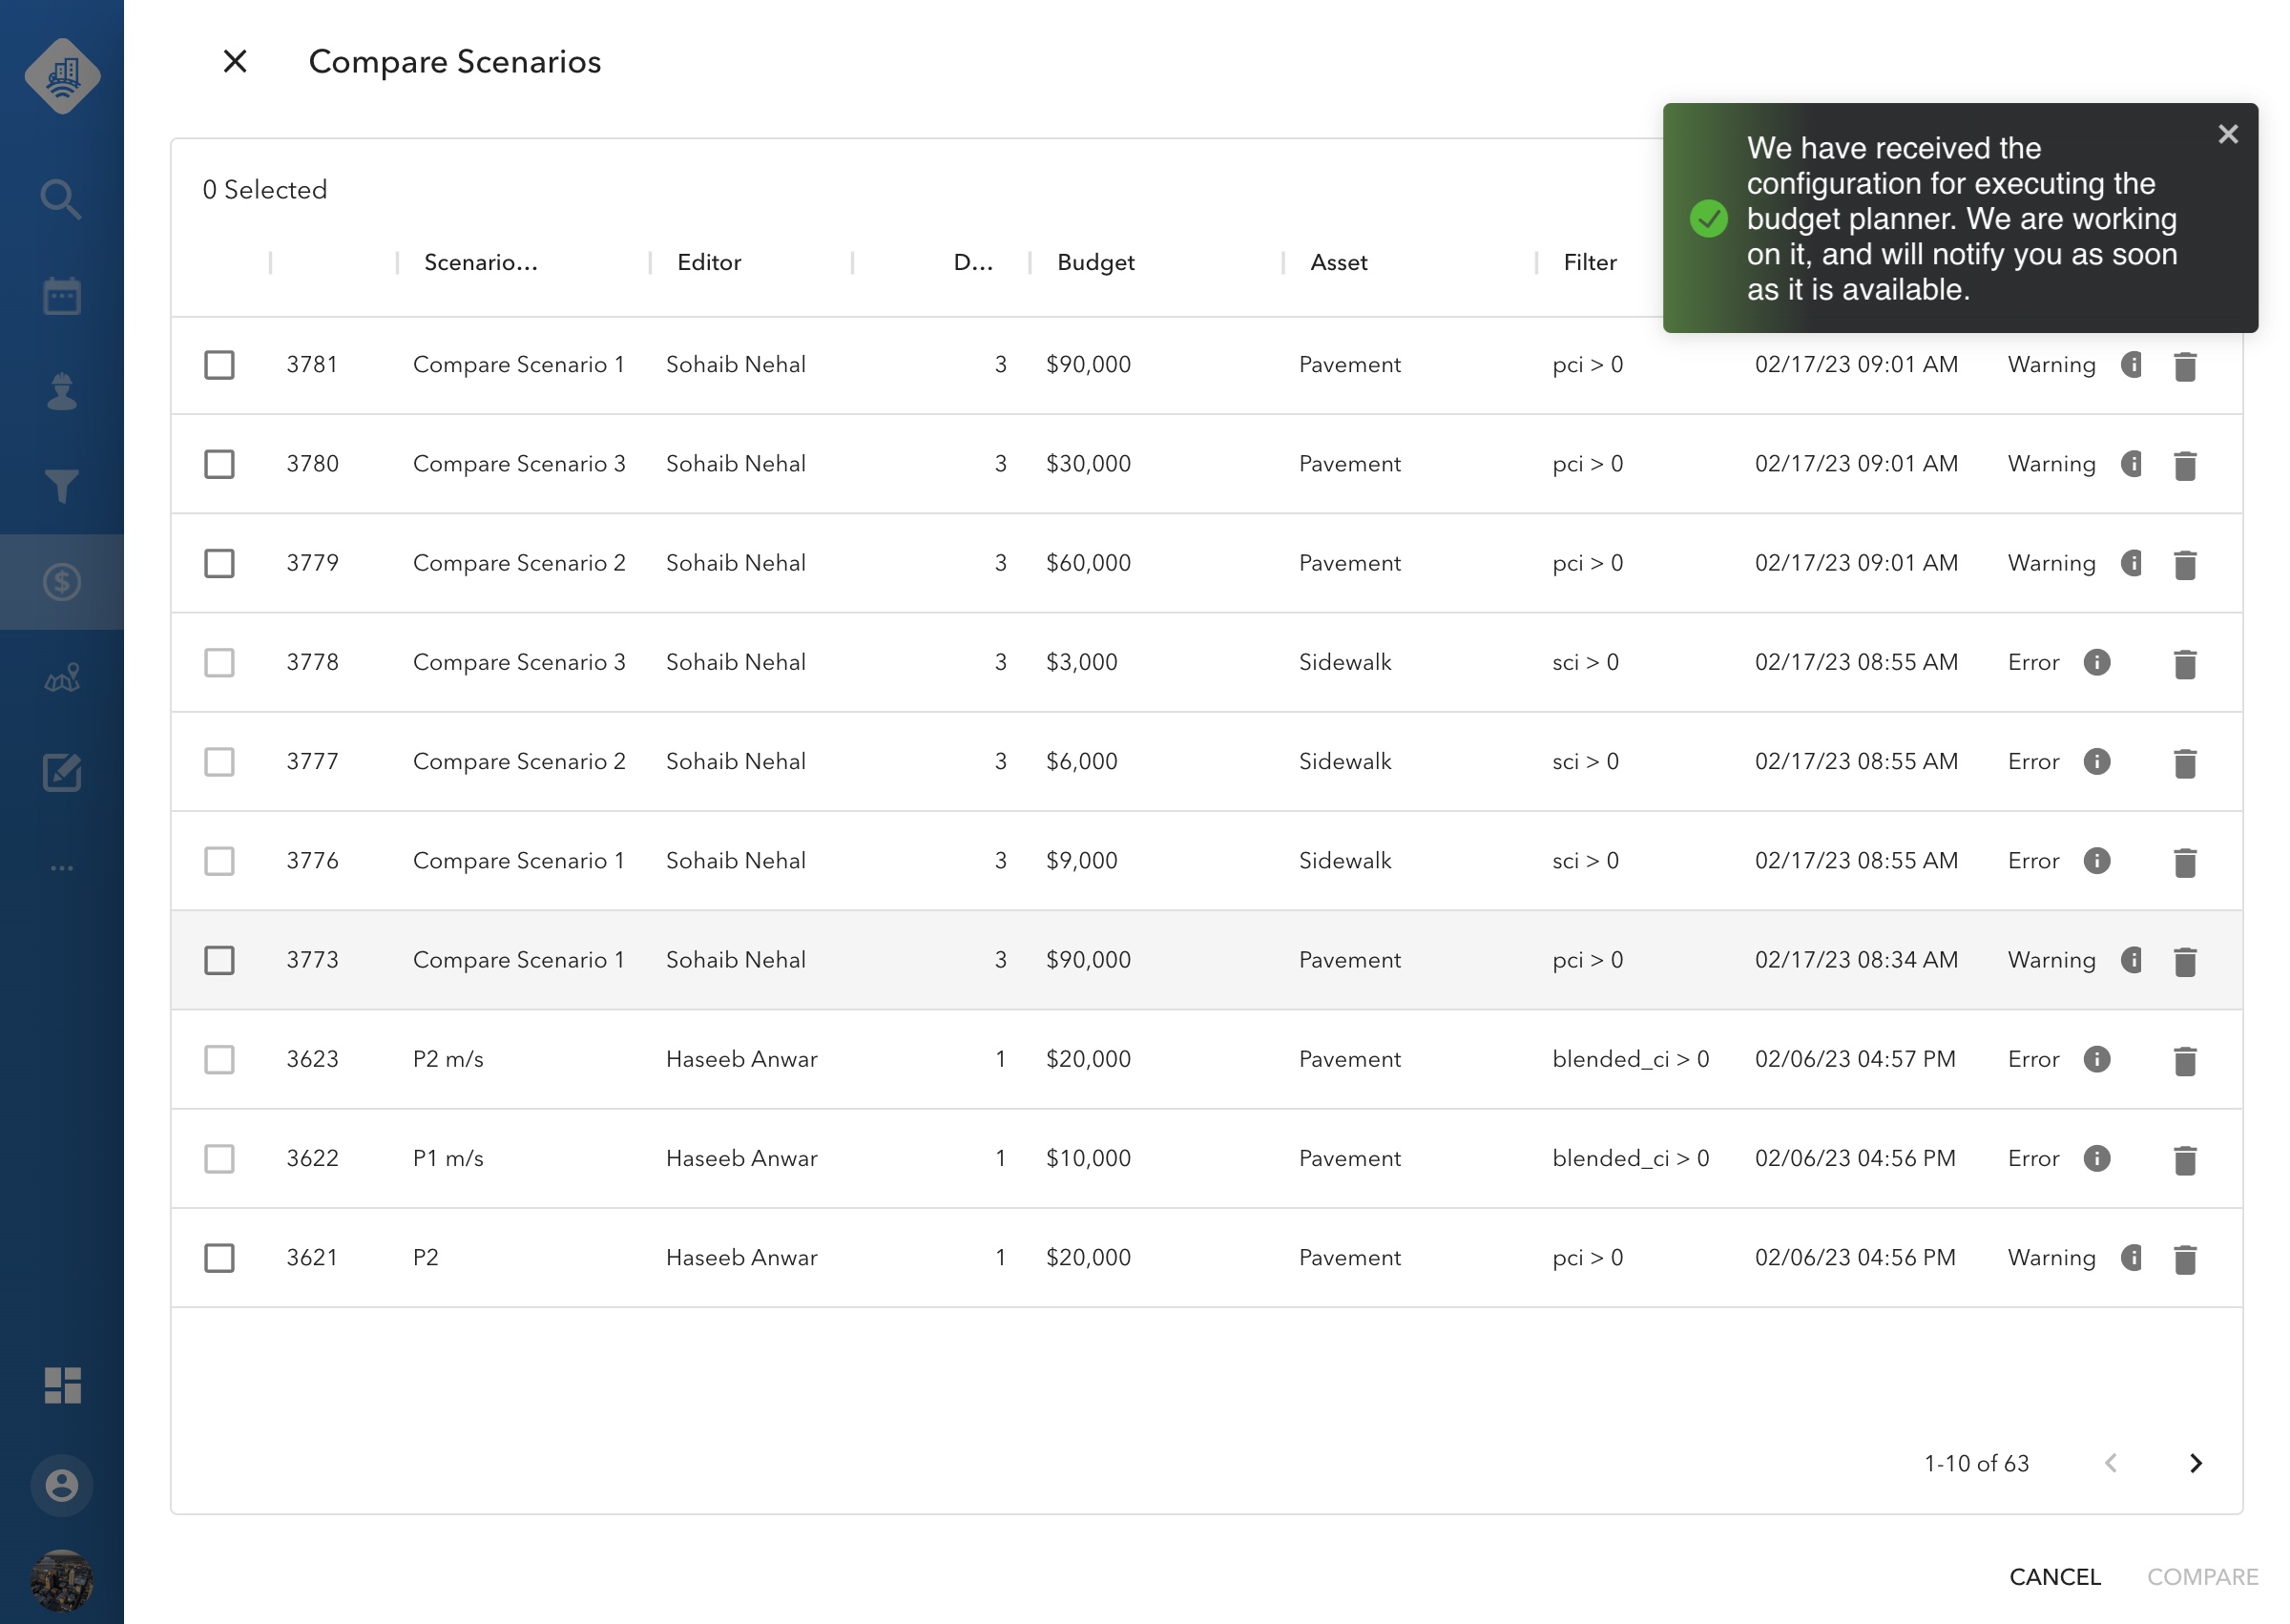 Compare Scenarios
We have received the
configuration for executing the
budget planner. We are working
on it, and will notify you as soon
as it is available.
0 Selected
Scenario... Editor D... Budget Asset Filter
3781 Compare Scenario 1 Sohaib Nehal 3 $90,000 Pavement pci > 0 02/17/23 09:01 AM Warning
3780 Compare Scenario 3 Sohaib Nehal 3 $30,000 Pavement pci > 0 02/17/23 09:01 AM Warning
3779 Compare Scenario 2 Sohaib Nehal 3 $60,000 Pavement pci > 0 02/17/23 09:01 AM Warning
3778 Compare Scenario 3 Sohaib Nehal 3 $3,000 Sidewalk sci > 0 02/17/23 08:55 AM Error
3777 Compare Scenario 2 Sohaib Nehal 3 $6,000 Sidewalk sci > 0 02/17/23 08:55 AM Error
3776 Compare Scenario 1 Sohaib Nehal 3 $9,000 Sidewalk sci > 0 02/17/23 08:55 AM Error
3773 Compare Scenario 1 Sohaib Nehal 3 $90,000 Pavement pci > 0 02/17/23 08:34 AM Warning
3623 P2 m/s Haseeb Anwar 1 $20,000 Pavement blended_ci > 0 02/06/23 04:57 PM Error
3622 P1 m/s Haseeb Anwar 1 $10,000 Pavement blended_ci > 0 02/06/23 04:56 PM Error
3621 P2 Haseeb Anwar 1 $20,000 Pavement pci > 0 02/06/23 04:56 PM Warning
1-10 of 63
CANCEL COMPARE